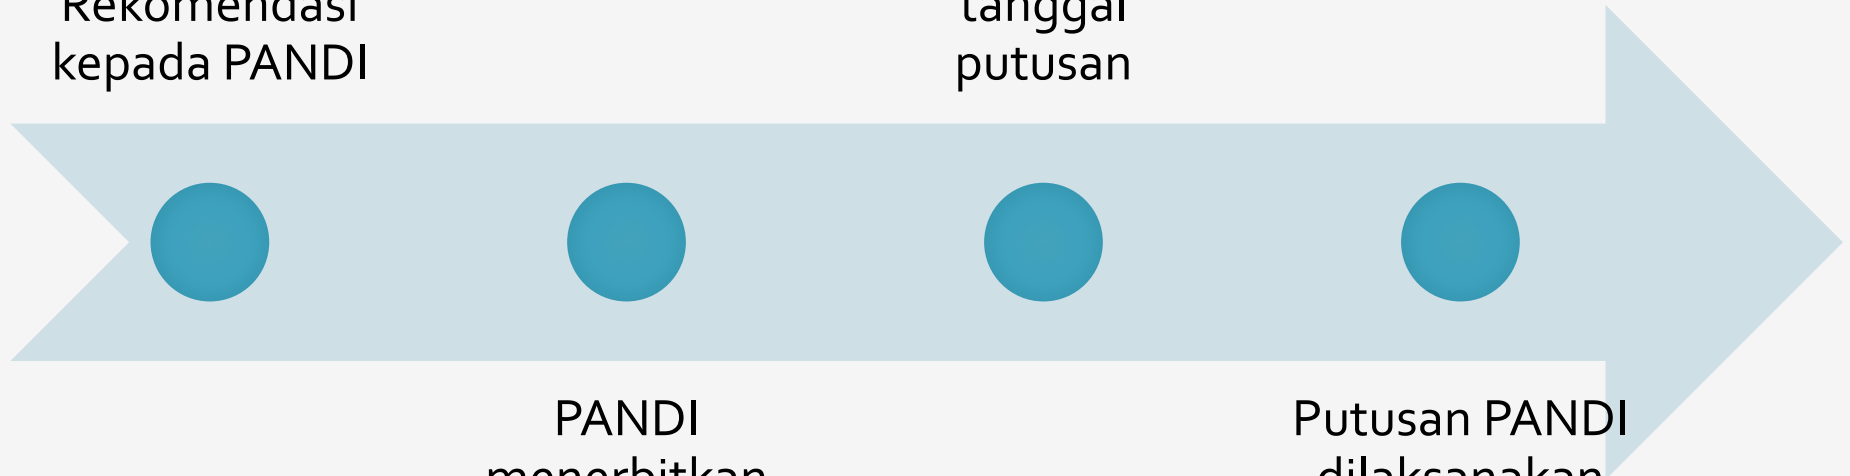 Rekomendasi
kepada PANDI
tanggal
putusan
PANDI
menerbitkan
Putusan PANDI
dilaksanakan